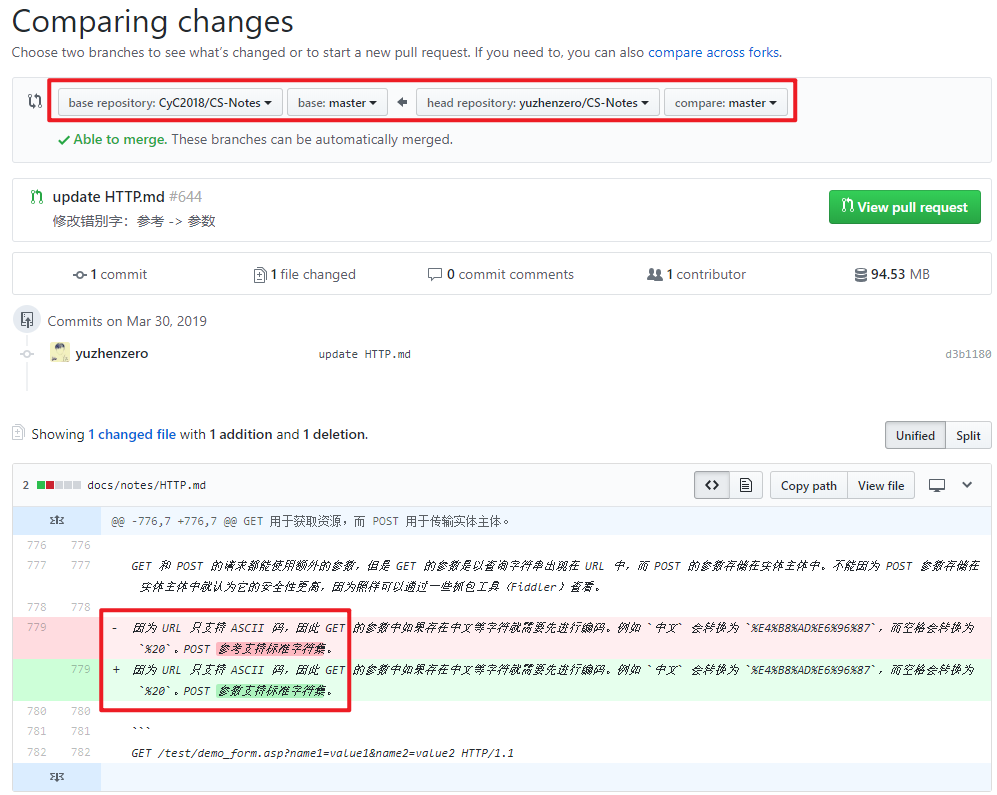 Comparing changes
Choose two branches to see what's changed or to start a new pull request. If you need to, you can also compare across forks.
base repository: CyC2018/CS-Notes base: master head repository: yuzhenzero/CS-Notes compare: master
Able to merge. These branches can be automatically merged.
update HTTP.md #644
View pull request
修改错别字：参考 -> 参数
1 commit 1 file changed 0 commit comments 1 contributor 94.53 MB
Commits on Mar 30, 2019
yuzhenzero update HTTP.md d3b1180
Showing 1 changed file with 1 addition and 1 deletion.
Unified Split
2 docs/notes/HTTP.md Copy path View file
@@ -776,7 +776,7 @@ GET 用于获取资源，而 POST 用于传输实体主体。
776 776
777 777 GET 和 POST 的请求都能使用额外的参数，但是 GET 的参数是以查询字符串出现在 URL 中，而 POST 的参数存储在实体主体中。不能因为 POST 参数存储在
实体主体中就认为它的安全性更高，因为照样可以通过一些抓包工具（Fiddler）查看。
778 778
779 - 因为 URL 只支持 ASCII 码，因此 GET 的参数中如果存在中文等字符就需要先进行编码。例如 `中文` 会转换为 `%E4%B8%AD%E6%96%87`，而空格会转换为
`%20`。POST 参考支持标准字符集。
779 + 因为 URL 只支持 ASCII 码，因此 GET 的参数中如果存在中文等字符就需要先进行编码。例如 `中文` 会转换为 `%E4%B8%AD%E6%96%87`，而空格会转换为
`%20`。POST 参数支持标准字符集。
780 780
781 781 ```
782 782 GET /test/demo_form.asp?name1=value1&name2=value2 HTTP/1.1